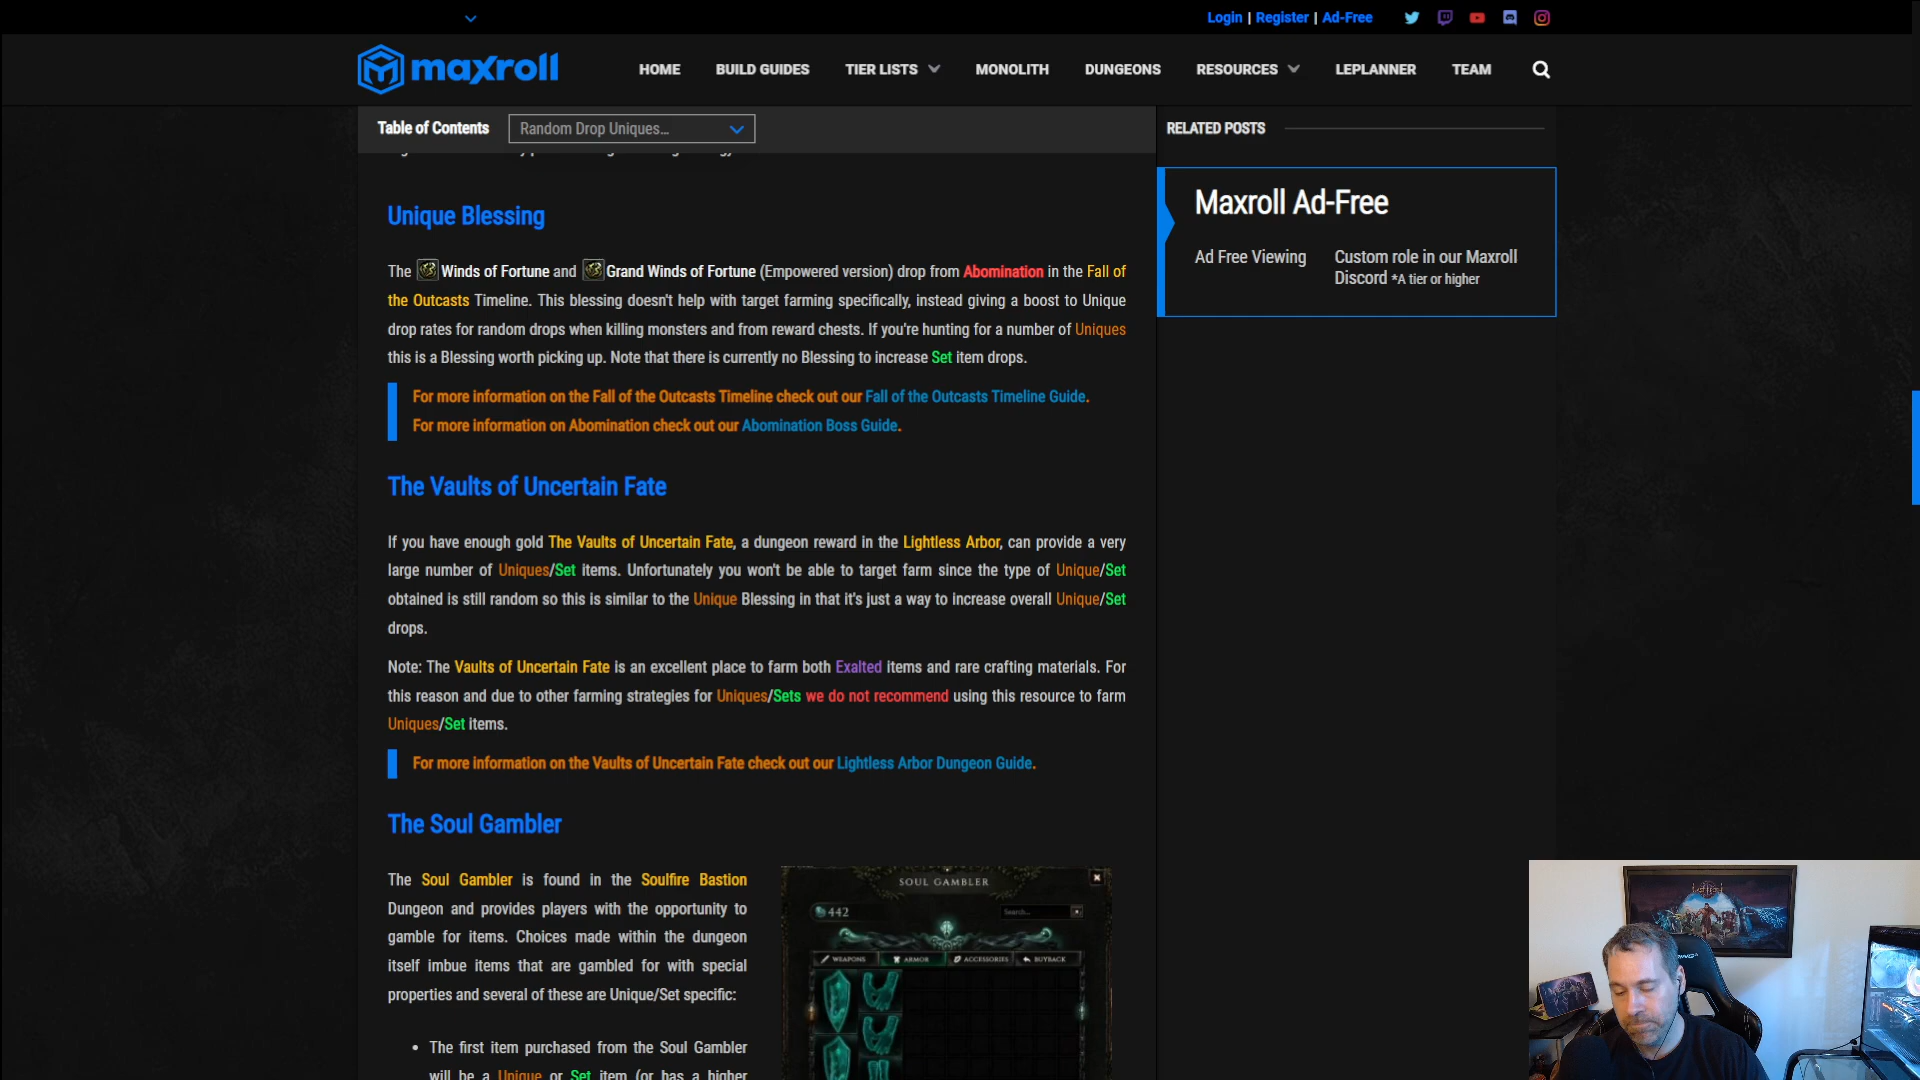 Login | Register | Ad-Free
maxroll
HOME BUILD GUIDES TIER LISTS MONOLITH DUNGEONS RESOURCES LEPLANNER TEAM
Table of Contents Random Drop Uniques...
RELATED POSTS
Maxroll Ad-Free
Ad Free Viewing
Custom role in our Maxroll
Discord *A tier or higher
Unique Blessing
The Winds of Fortune and Grand Winds of Fortune (Empowered version) drop from Abomination in the Fall of
the Outcasts Timeline. This blessing doesn't help with target farming specifically, instead giving a boost to Unique
drop rates for random drops when killing monsters and from reward chests. If you're hunting for a number of Uniques
this is a Blessing worth picking up. Note that there is currently no Blessing to increase Set item drops.
For more information on the Fall of the Outcasts Timeline check out our Fall of the Outcasts Timeline Guide.
For more information on Abomination check out our Abomination Boss Guide.
The Vaults of Uncertain Fate
If you have enough gold The Vaults of Uncertain Fate, a dungeon reward in the Lightless Arbor, can provide a very
large number of Uniques/Set items. Unfortunately you won't be able to target farm since the type of Unique/Set
obtained is still random so this is similar to the Unique Blessing in that it's just a way to increase overall Unique/Set
drops.
Note: The Vaults of Uncertain Fate is an excellent place to farm both Exalted items and rare crafting materials. For
this reason and due to other farming strategies for Uniques/Sets we do not recommend using this resource to farm
Uniques/Set items.
For more information on the Vaults of Uncertain Fate check out our Lightless Arbor Dungeon Guide.
The Soul Gambler
The Soul Gambler is found in the Soulfire Bastion
Dungeon and provides players with the opportunity to
gamble for items. Choices made within the dungeon
itself imbue items that are gambled for with special
properties and several of these are Unique/Set specific:
• The first item purchased from the Soul Gambler
will be a Unique or Set item (or has a higher
SOUL GAMBLER
442 Search...
WEAPONS ARMOR ACCESSORIES BUYBACK